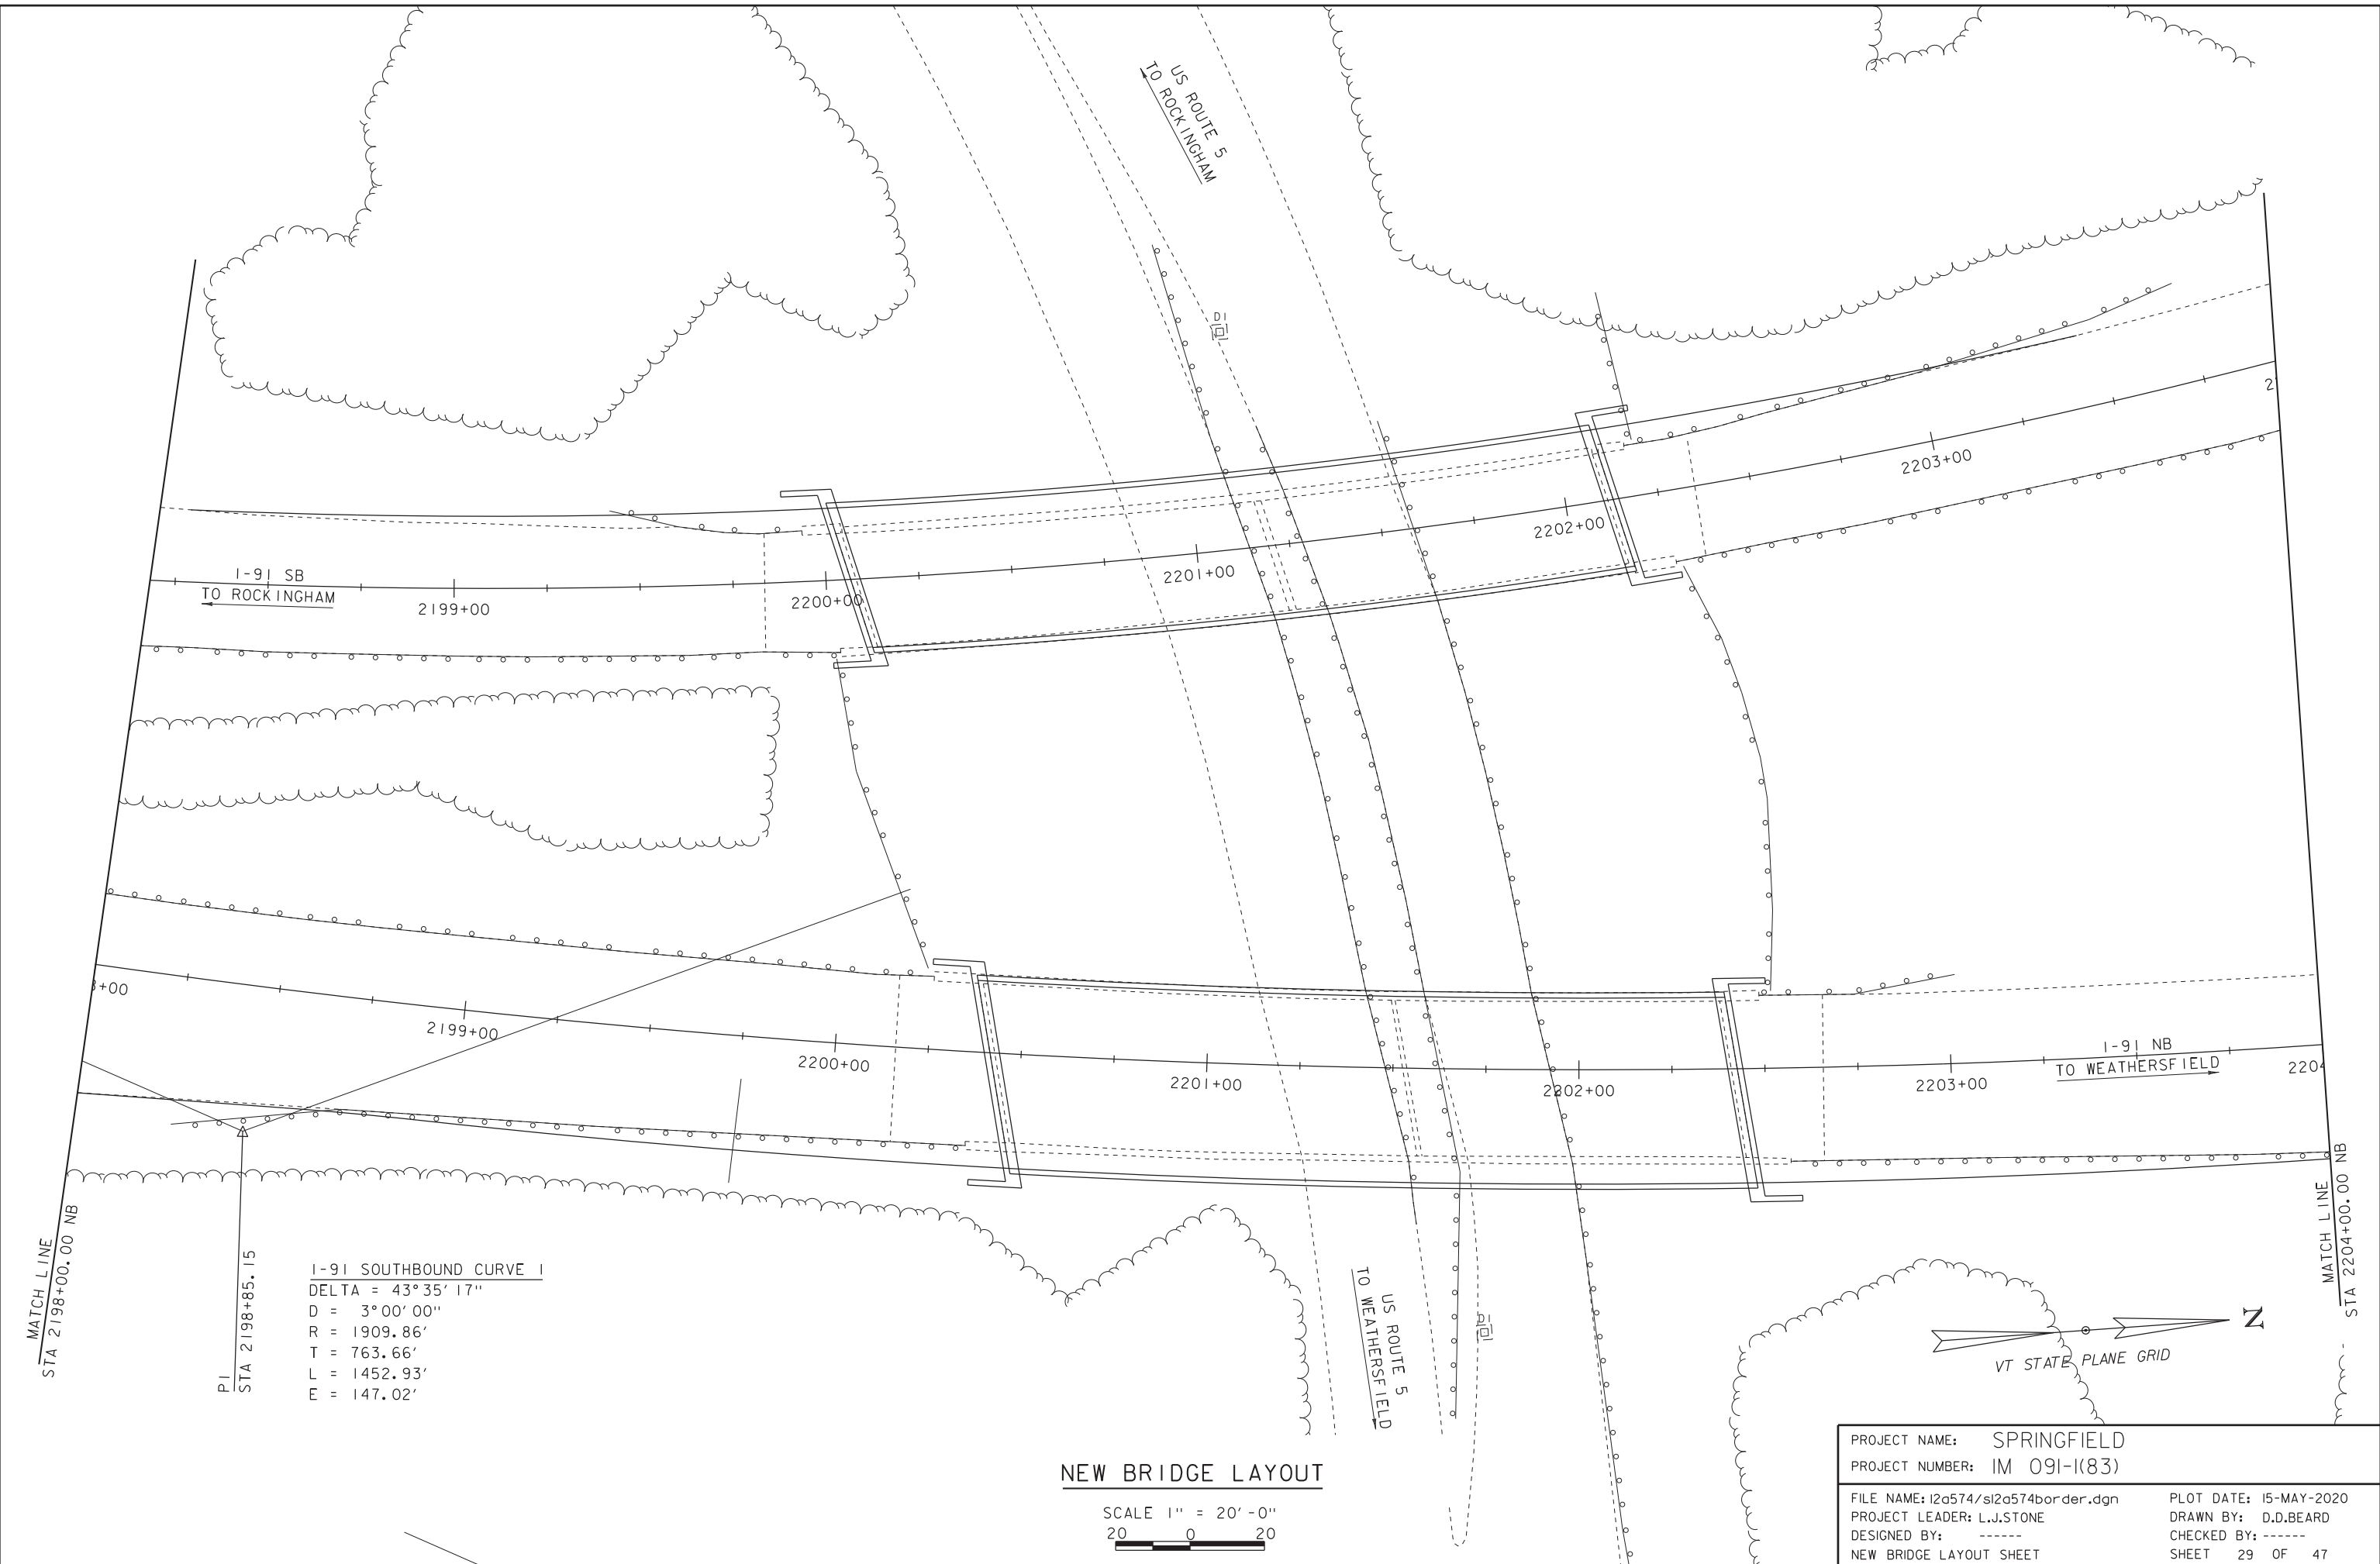 US ROUTE 5
TO ROCKINGHAM
DI
2203+00
2202+00
2201+00
2200+00
2199+00
I-91 SB
TO ROCKINGHAM
+00
2199+00
2200+00
2201+00
2202+00
2203+00
I-91 NB
TO WEATHERSFIELD
2204
MATCH LINE
STA 2198+00.00 NB
PI
STA 2198+85.15
I-91 SOUTHBOUND CURVE 1
DELTA = 43°35'17"
D = 3°00'00"
R = 1909.86'
T = 763.66'
L = 1452.93'
E = 147.02'
US ROUTE 5
TO WEATHERSFIELD
DI
MATCH LINE
STA 2204+00.00 NB
N
VT STATE PLANE GRID
NEW BRIDGE LAYOUT
SCALE 1" = 20'-0"
20 0 20
PROJECT NAME: SPRINGFIELD
PROJECT NUMBER: IM 091-1(83)
FILE NAME: 12a574/s12a574border.dgn PLOT DATE: 15-MAY-2020
PROJECT LEADER: L.J.STONE DRAWN BY: D.D.BEARD
DESIGNED BY: ------ CHECKED BY: ------
NEW BRIDGE LAYOUT SHEET SHEET 29 OF 47